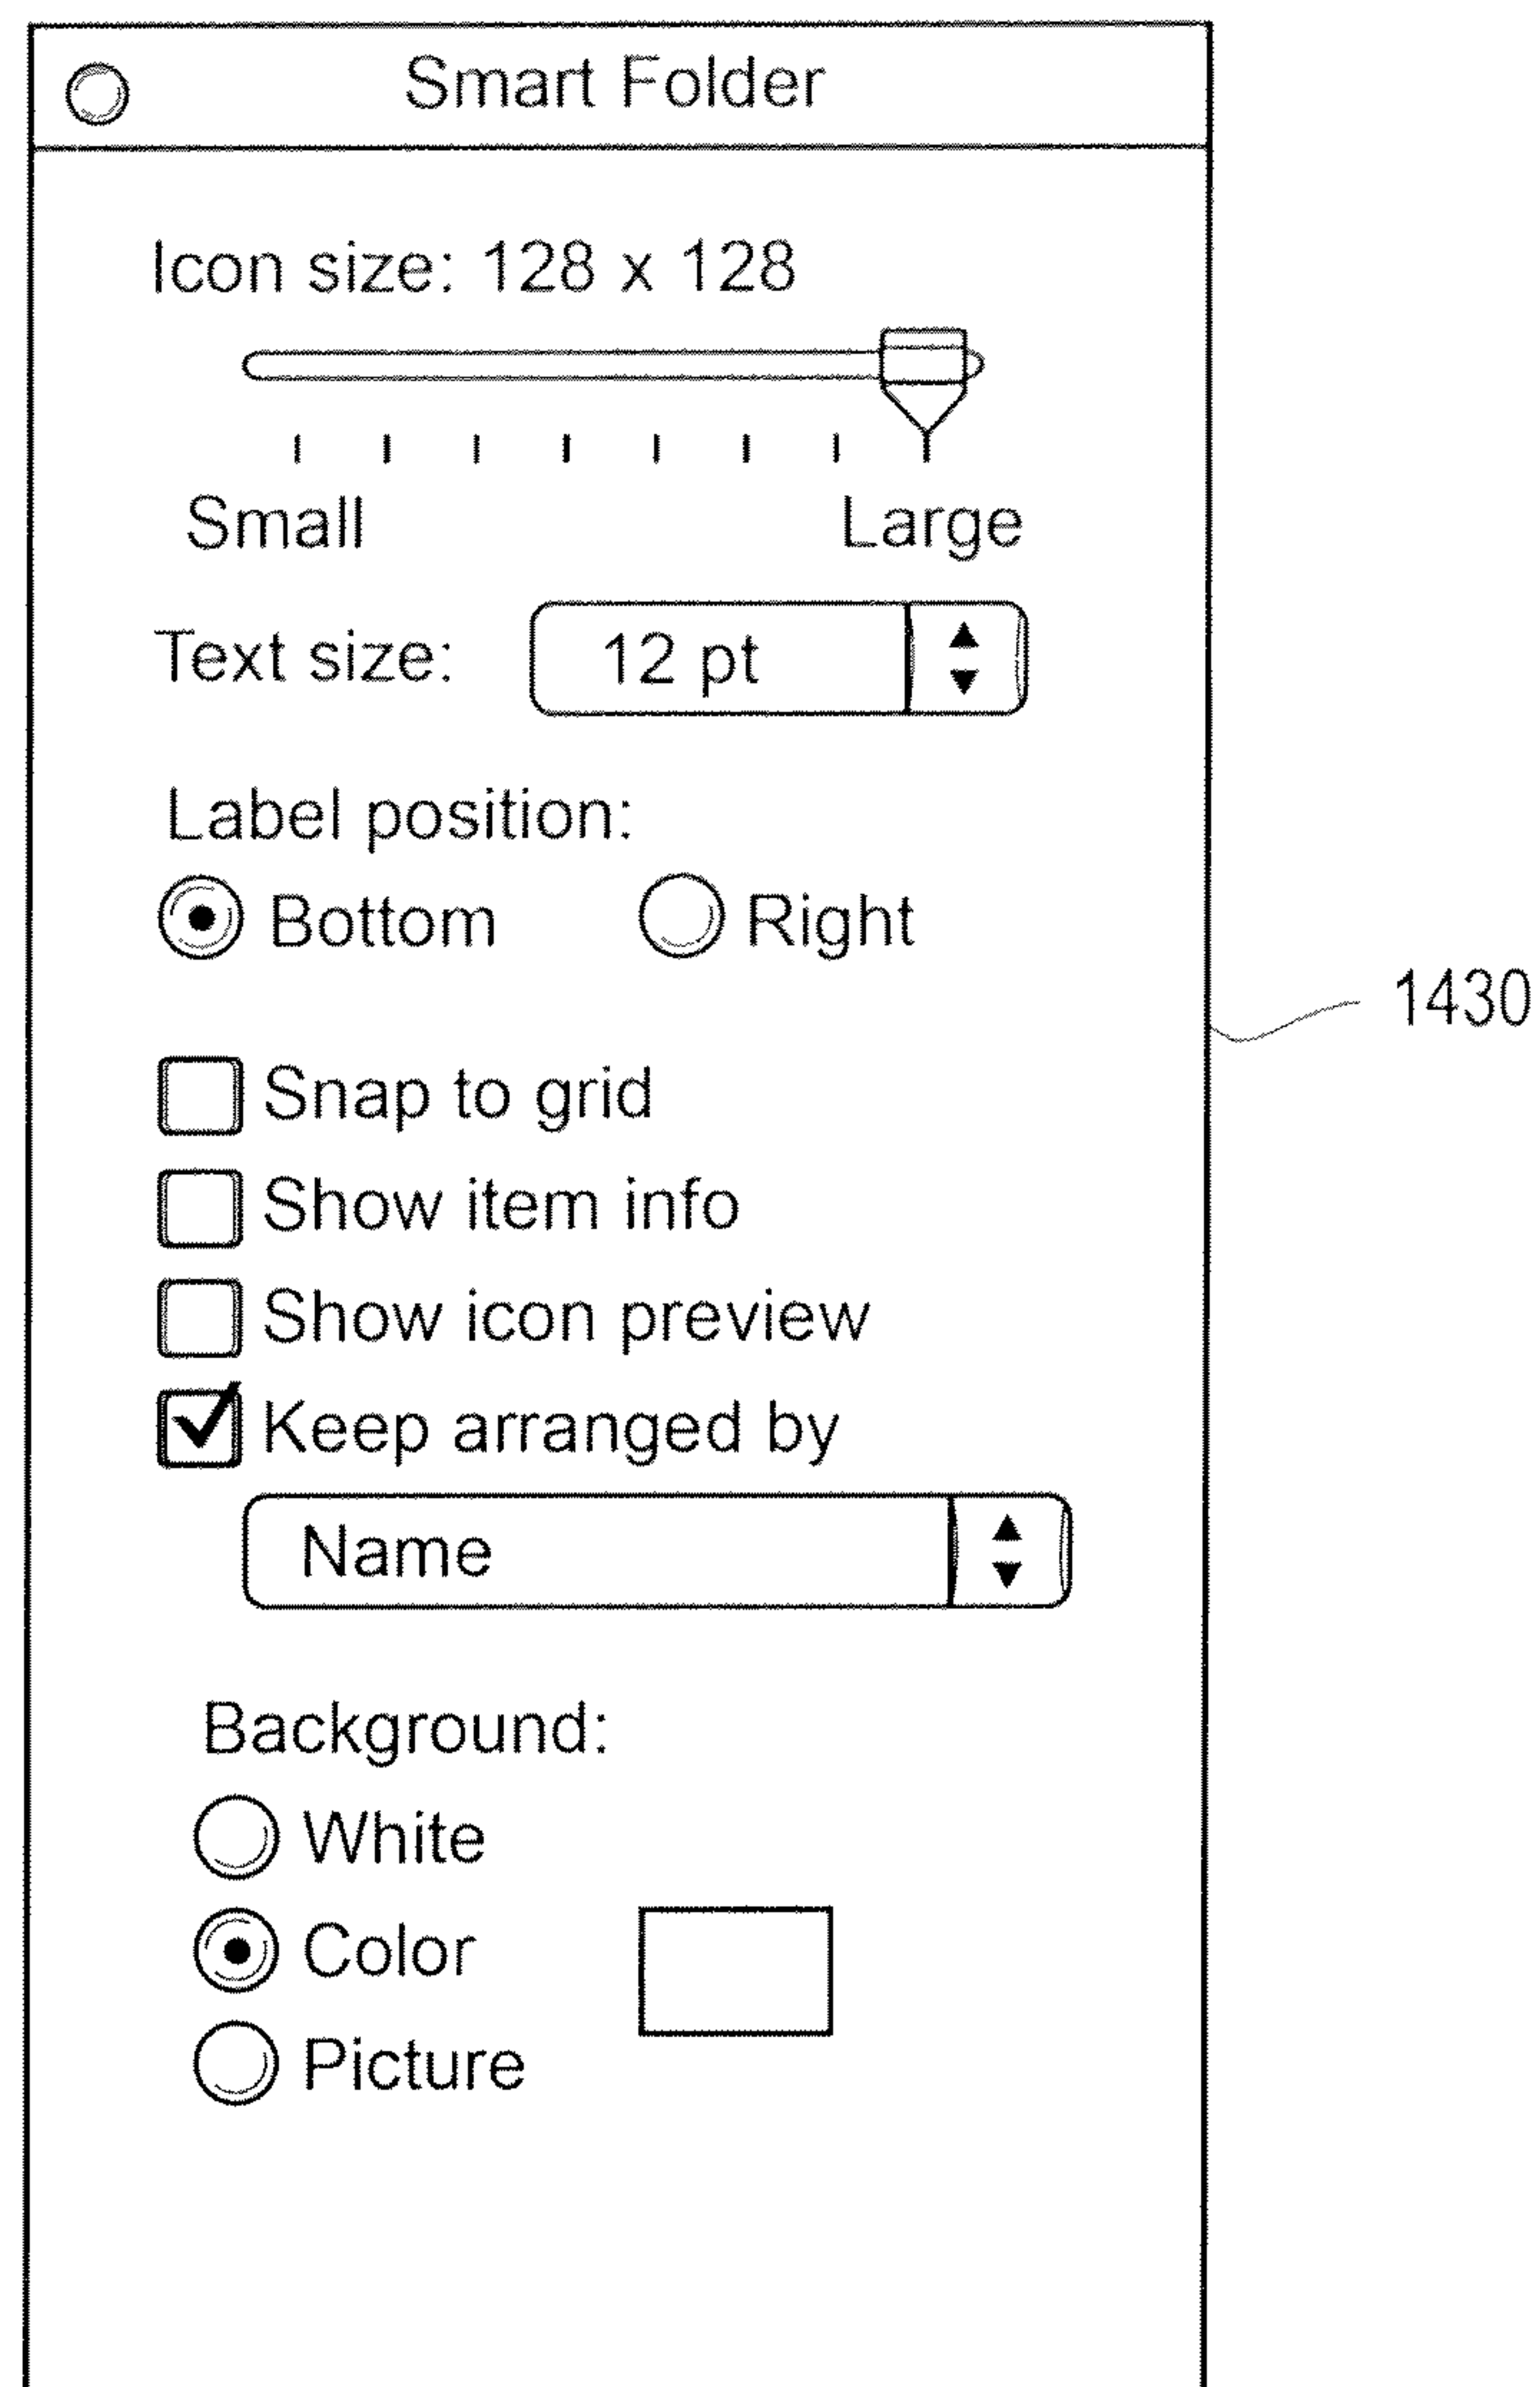 Smart Folder
Icon size: 128 x 128
Small Large
Text size: 12 pt
Label position:
Bottom Right
1430
Snap to grid
Show item info
Show icon preview
Keep arranged by
Name
Background:
White
Color
Picture